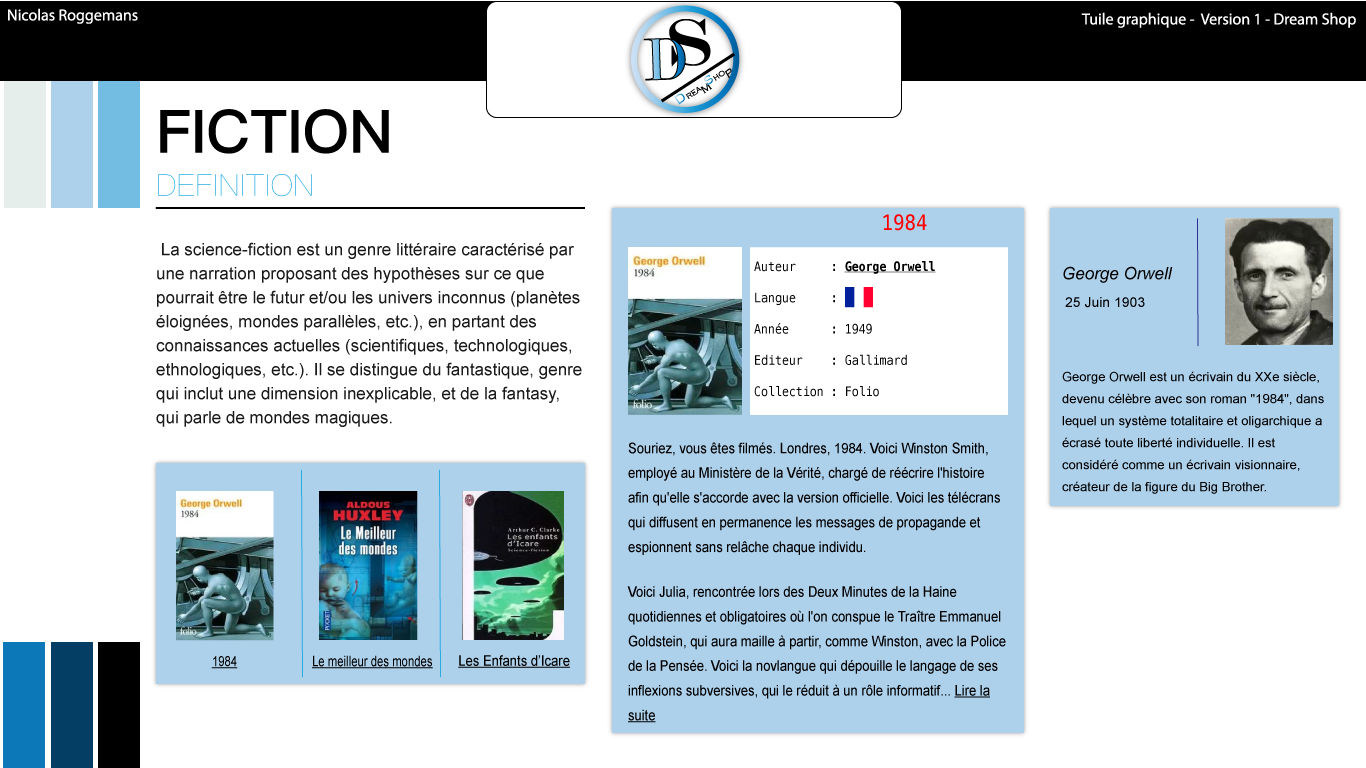 Nicolas Roggemans
Tuile graphique - Version 1 - Dream Shop
DS
DREAM SHOP
FICTION
DEFINITION
La science-fiction est un genre littéraire caractérisé par
une narration proposant des hypothèses sur ce que
pourrait être le futur et/ou les univers inconnus (planètes
éloignées, mondes parallèles, etc.), en partant des
connaissances actuelles (scientifiques, technologiques,
ethnologiques, etc.). Il se distingue du fantastique, genre
qui inclut une dimension inexplicable, et de la fantasy,
qui parle de mondes magiques.
George Orwell
1984
folio
1984
ALDOUS
HUXLEY
Le Meilleur
des mondes
POCKET
Le meilleur des mondes
Arthur C. Clarke
Les enfants
d'Icare
Science-fiction
Les Enfants d'Icare
1984
George Orwell
1984
folio
Auteur : George Orwell
Langue :
Année : 1949
Editeur : Gallimard
Collection : Folio
Souriez, vous êtes filmés. Londres, 1984. Voici Winston Smith,
employé au Ministère de la Vérité, chargé de réécrire l'histoire
afin qu'elle s'accorde avec la version officielle. Voici les télécrans
qui diffusent en permanence les messages de propagande et
espionnent sans relâche chaque individu.
Voici Julia, rencontrée lors des Deux Minutes de la Haine
quotidiennes et obligatoires où l'on conspue le Traître Emmanuel
Goldstein, qui aura maille à partir, comme Winston, avec la Police
de la Pensée. Voici la novlangue qui dépouille le langage de ses
inflexions subversives, qui le réduit à un rôle informatif... Lire la
suite
George Orwell
25 Juin 1903
George Orwell est un écrivain du XXe siècle,
devenu célèbre avec son roman "1984", dans
lequel un système totalitaire et oligarchique a
écrasé toute liberté individuelle. Il est
considéré comme un écrivain visionnaire,
créateur de la figure du Big Brother.